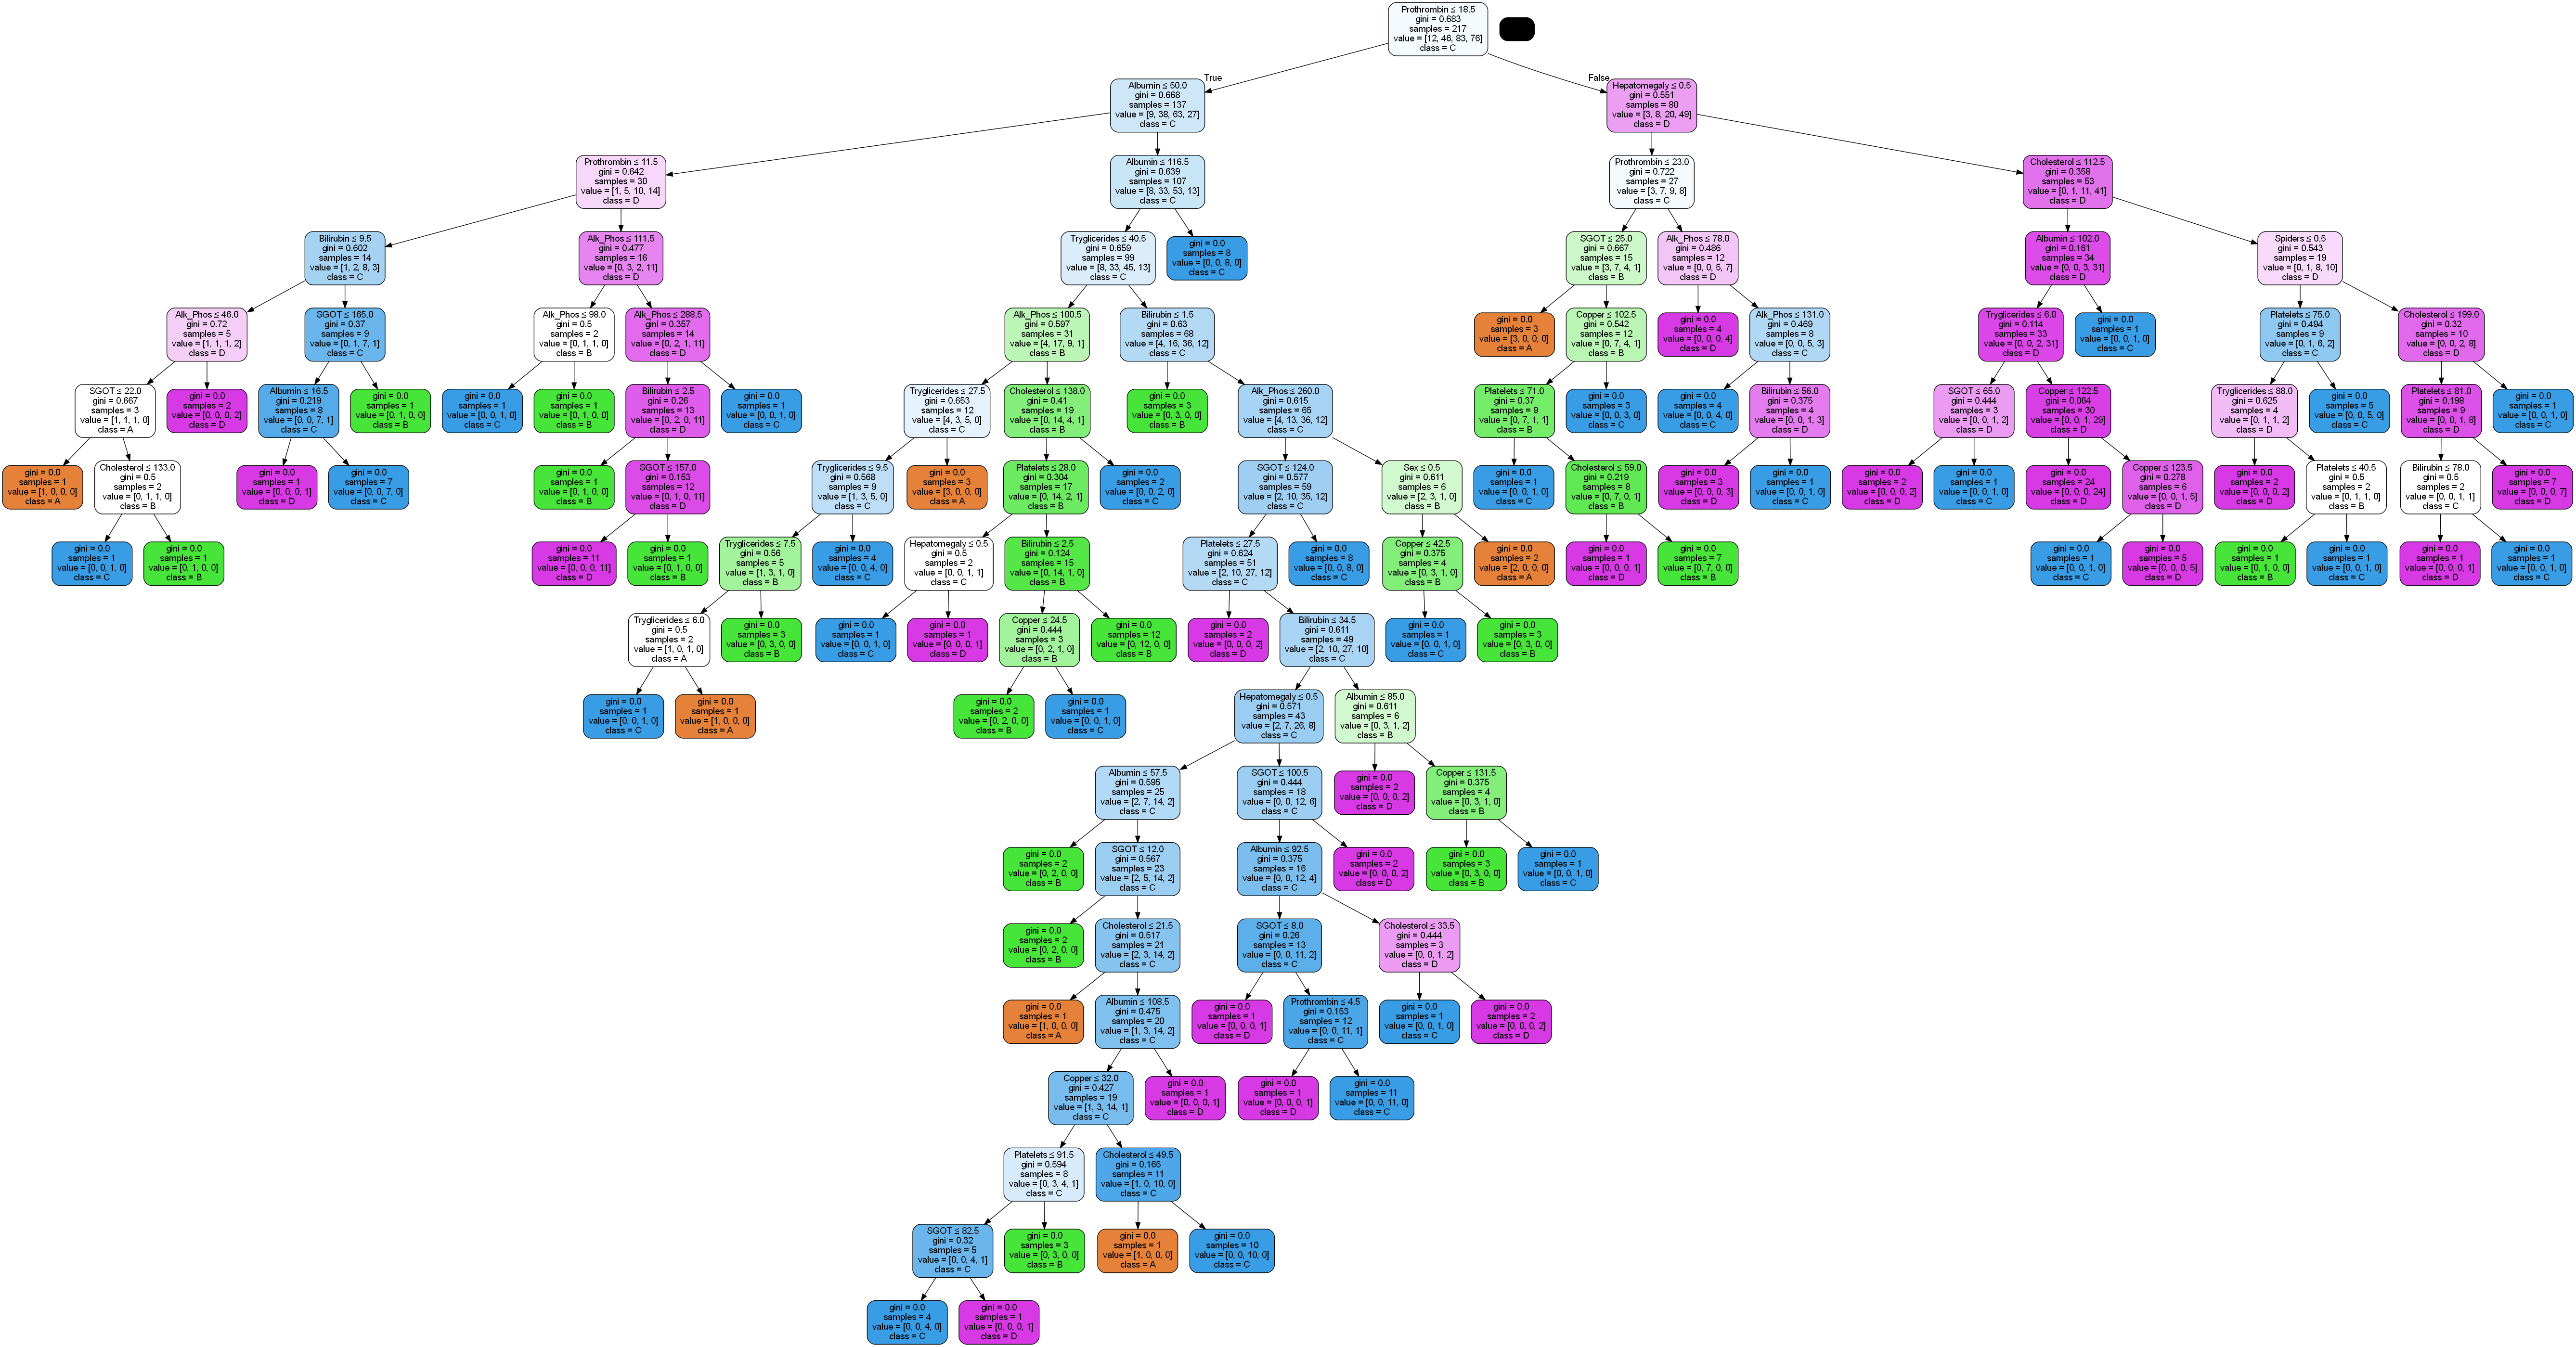 Prothrombin ≤ 18.5
gini = 0.683
samples = 217
value = [12, 46, 83, 76]
class = C
True
False
Albumin ≤ 50.0
gini = 0.668
samples = 137
value = [9, 38, 63, 27]
class = C
Hepatomegaly ≤ 0.5
gini = 0.551
samples = 80
value = [3, 8, 20, 49]
class = D
Prothrombin ≤ 11.5
gini = 0.642
samples = 30
value = [1, 5, 10, 14]
class = D
Albumin ≤ 116.5
gini = 0.639
samples = 107
value = [8, 33, 53, 13]
class = C
Prothrombin ≤ 23.0
gini = 0.722
samples = 27
value = [3, 7, 9, 8]
class = C
Cholesterol ≤ 112.5
gini = 0.358
samples = 53
value = [0, 1, 11, 41]
class = D
Bilirubin ≤ 9.5
gini = 0.602
samples = 14
value = [1, 2, 8, 3]
class = C
Alk_Phos ≤ 111.5
gini = 0.477
samples = 16
value = [0, 3, 2, 11]
class = D
Tryglicerides ≤ 40.5
gini = 0.659
samples = 99
value = [8, 33, 45, 13]
class = C
gini = 0.0
samples = 8
value = [0, 0, 8, 0]
class = C
SGOT ≤ 25.0
gini = 0.667
samples = 15
value = [3, 7, 4, 1]
class = B
Alk_Phos ≤ 78.0
gini = 0.486
samples = 12
value = [0, 0, 5, 7]
class = D
Albumin ≤ 102.0
gini = 0.161
samples = 34
value = [0, 0, 3, 31]
class = D
Spiders ≤ 0.5
gini = 0.543
samples = 19
value = [0, 1, 8, 10]
class = D
Alk_Phos ≤ 46.0
gini = 0.72
samples = 5
value = [1, 1, 1, 2]
class = D
SGOT ≤ 165.0
gini = 0.37
samples = 9
value = [0, 1, 7, 1]
class = C
Alk_Phos ≤ 98.0
gini = 0.5
samples = 2
value = [0, 1, 1, 0]
class = B
Alk_Phos ≤ 288.5
gini = 0.357
samples = 14
value = [0, 2, 1, 11]
class = D
Alk_Phos ≤ 100.5
gini = 0.597
samples = 31
value = [4, 17, 9, 1]
class = B
Bilirubin ≤ 1.5
gini = 0.63
samples = 68
value = [4, 16, 36, 12]
class = C
gini = 0.0
samples = 3
value = [3, 0, 0, 0]
class = A
Copper ≤ 102.5
gini = 0.542
samples = 12
value = [0, 7, 4, 1]
class = B
gini = 0.0
samples = 4
value = [0, 0, 0, 4]
class = D
Alk_Phos ≤ 131.0
gini = 0.469
samples = 8
value = [0, 0, 5, 3]
class = C
Tryglicerides ≤ 6.0
gini = 0.114
samples = 33
value = [0, 0, 2, 31]
class = D
gini = 0.0
samples = 1
value = [0, 0, 1, 0]
class = C
Platelets ≤ 75.0
gini = 0.494
samples = 9
value = [0, 1, 6, 2]
class = C
Cholesterol ≤ 199.0
gini = 0.32
samples = 10
value = [0, 0, 2, 8]
class = D
SGOT ≤ 22.0
gini = 0.667
samples = 3
value = [1, 1, 1, 0]
class = A
gini = 0.0
samples = 2
value = [0, 0, 0, 2]
class = D
Albumin ≤ 16.5
gini = 0.219
samples = 8
value = [0, 0, 7, 1]
class = C
gini = 0.0
samples = 1
value = [0, 1, 0, 0]
class = B
gini = 0.0
samples = 1
value = [0, 0, 1, 0]
class = C
gini = 0.0
samples = 1
value = [0, 1, 0, 0]
class = B
Bilirubin ≤ 2.5
gini = 0.26
samples = 13
value = [0, 2, 0, 11]
class = D
gini = 0.0
samples = 1
value = [0, 0, 1, 0]
class = C
Tryglicerides ≤ 27.5
gini = 0.653
samples = 12
value = [4, 3, 5, 0]
class = C
Cholesterol ≤ 138.0
gini = 0.41
samples = 19
value = [0, 14, 4, 1]
class = B
gini = 0.0
samples = 3
value = [0, 3, 0, 0]
class = B
Alk_Phos ≤ 260.0
gini = 0.615
samples = 65
value = [4, 13, 36, 12]
class = C
Platelets ≤ 71.0
gini = 0.37
samples = 9
value = [0, 7, 1, 1]
class = B
gini = 0.0
samples = 3
value = [0, 0, 3, 0]
class = C
gini = 0.0
samples = 4
value = [0, 0, 4, 0]
class = C
Bilirubin ≤ 56.0
gini = 0.375
samples = 4
value = [0, 0, 1, 3]
class = D
SGOT ≤ 65.0
gini = 0.444
samples = 3
value = [0, 0, 1, 2]
class = D
Copper ≤ 122.5
gini = 0.064
samples = 30
value = [0, 0, 1, 29]
class = D
Tryglicerides ≤ 88.0
gini = 0.625
samples = 4
value = [0, 1, 1, 2]
class = D
gini = 0.0
samples = 5
value = [0, 0, 5, 0]
class = C
Platelets ≤ 81.0
gini = 0.198
samples = 9
value = [0, 0, 1, 8]
class = D
gini = 0.0
samples = 1
value = [0, 0, 1, 0]
class = C
gini = 0.0
samples = 1
value = [1, 0, 0, 0]
class = A
Cholesterol ≤ 133.0
gini = 0.5
samples = 2
value = [0, 1, 1, 0]
class = B
gini = 0.0
samples = 1
value = [0, 0, 0, 1]
class = D
gini = 0.0
samples = 7
value = [0, 0, 7, 0]
class = C
gini = 0.0
samples = 1
value = [0, 1, 0, 0]
class = B
SGOT ≤ 157.0
gini = 0.153
samples = 12
value = [0, 1, 0, 11]
class = D
Tryglicerides ≤ 9.5
gini = 0.568
samples = 9
value = [1, 3, 5, 0]
class = C
gini = 0.0
samples = 3
value = [3, 0, 0, 0]
class = A
Platelets ≤ 28.0
gini = 0.304
samples = 17
value = [0, 14, 2, 1]
class = B
gini = 0.0
samples = 2
value = [0, 0, 2, 0]
class = C
SGOT ≤ 124.0
gini = 0.577
samples = 59
value = [2, 10, 35, 12]
class = C
Sex ≤ 0.5
gini = 0.611
samples = 6
value = [2, 3, 1, 0]
class = B
gini = 0.0
samples = 1
value = [0, 0, 1, 0]
class = C
Cholesterol ≤ 59.0
gini = 0.219
samples = 8
value = [0, 7, 0, 1]
class = B
gini = 0.0
samples = 3
value = [0, 0, 0, 3]
class = D
gini = 0.0
samples = 1
value = [0, 0, 1, 0]
class = C
gini = 0.0
samples = 2
value = [0, 0, 0, 2]
class = D
gini = 0.0
samples = 1
value = [0, 0, 1, 0]
class = C
gini = 0.0
samples = 24
value = [0, 0, 0, 24]
class = D
Copper ≤ 123.5
gini = 0.278
samples = 6
value = [0, 0, 1, 5]
class = D
gini = 0.0
samples = 2
value = [0, 0, 0, 2]
class = D
Platelets ≤ 40.5
gini = 0.5
samples = 2
value = [0, 1, 1, 0]
class = B
Bilirubin ≤ 78.0
gini = 0.5
samples = 2
value = [0, 0, 1, 1]
class = C
gini = 0.0
samples = 7
value = [0, 0, 0, 7]
class = D
gini = 0.0
samples = 1
value = [0, 0, 1, 0]
class = C
gini = 0.0
samples = 1
value = [0, 1, 0, 0]
class = B
gini = 0.0
samples = 11
value = [0, 0, 0, 11]
class = D
gini = 0.0
samples = 1
value = [0, 1, 0, 0]
class = B
Tryglicerides ≤ 7.5
gini = 0.56
samples = 5
value = [1, 3, 1, 0]
class = B
gini = 0.0
samples = 4
value = [0, 0, 4, 0]
class = C
Hepatomegaly ≤ 0.5
gini = 0.5
samples = 2
value = [0, 0, 1, 1]
class = C
Bilirubin ≤ 2.5
gini = 0.124
samples = 15
value = [0, 14, 1, 0]
class = B
Platelets ≤ 27.5
gini = 0.624
samples = 51
value = [2, 10, 27, 12]
class = C
gini = 0.0
samples = 8
value = [0, 0, 8, 0]
class = C
Copper ≤ 42.5
gini = 0.375
samples = 4
value = [0, 3, 1, 0]
class = B
gini = 0.0
samples = 2
value = [2, 0, 0, 0]
class = A
gini = 0.0
samples = 1
value = [0, 0, 0, 1]
class = D
gini = 0.0
samples = 7
value = [0, 7, 0, 0]
class = B
gini = 0.0
samples = 1
value = [0, 0, 1, 0]
class = C
gini = 0.0
samples = 5
value = [0, 0, 0, 5]
class = D
gini = 0.0
samples = 1
value = [0, 1, 0, 0]
class = B
gini = 0.0
samples = 1
value = [0, 0, 1, 0]
class = C
gini = 0.0
samples = 1
value = [0, 0, 0, 1]
class = D
gini = 0.0
samples = 1
value = [0, 0, 1, 0]
class = C
Tryglicerides ≤ 6.0
gini = 0.5
samples = 2
value = [1, 0, 1, 0]
class = A
gini = 0.0
samples = 3
value = [0, 3, 0, 0]
class = B
gini = 0.0
samples = 1
value = [0, 0, 1, 0]
class = C
gini = 0.0
samples = 1
value = [0, 0, 0, 1]
class = D
Copper ≤ 24.5
gini = 0.444
samples = 3
value = [0, 2, 1, 0]
class = B
gini = 0.0
samples = 12
value = [0, 12, 0, 0]
class = B
gini = 0.0
samples = 2
value = [0, 0, 0, 2]
class = D
Bilirubin ≤ 34.5
gini = 0.611
samples = 49
value = [2, 10, 27, 10]
class = C
gini = 0.0
samples = 1
value = [0, 0, 1, 0]
class = C
gini = 0.0
samples = 3
value = [0, 3, 0, 0]
class = B
gini = 0.0
samples = 1
value = [0, 0, 1, 0]
class = C
gini = 0.0
samples = 1
value = [1, 0, 0, 0]
class = A
gini = 0.0
samples = 2
value = [0, 2, 0, 0]
class = B
gini = 0.0
samples = 1
value = [0, 0, 1, 0]
class = C
Hepatomegaly ≤ 0.5
gini = 0.571
samples = 43
value = [2, 7, 26, 8]
class = C
Albumin ≤ 85.0
gini = 0.611
samples = 6
value = [0, 3, 1, 2]
class = B
Albumin ≤ 57.5
gini = 0.595
samples = 25
value = [2, 7, 14, 2]
class = C
SGOT ≤ 100.5
gini = 0.444
samples = 18
value = [0, 0, 12, 6]
class = C
gini = 0.0
samples = 2
value = [0, 0, 0, 2]
class = D
Copper ≤ 131.5
gini = 0.375
samples = 4
value = [0, 3, 1, 0]
class = B
gini = 0.0
samples = 2
value = [0, 2, 0, 0]
class = B
SGOT ≤ 12.0
gini = 0.567
samples = 23
value = [2, 5, 14, 2]
class = C
Albumin ≤ 92.5
gini = 0.375
samples = 16
value = [0, 0, 12, 4]
class = C
gini = 0.0
samples = 2
value = [0, 0, 0, 2]
class = D
gini = 0.0
samples = 3
value = [0, 3, 0, 0]
class = B
gini = 0.0
samples = 1
value = [0, 0, 1, 0]
class = C
gini = 0.0
samples = 2
value = [0, 2, 0, 0]
class = B
Cholesterol ≤ 21.5
gini = 0.517
samples = 21
value = [2, 3, 14, 2]
class = C
SGOT ≤ 8.0
gini = 0.26
samples = 13
value = [0, 0, 11, 2]
class = C
Cholesterol ≤ 33.5
gini = 0.444
samples = 3
value = [0, 0, 1, 2]
class = D
gini = 0.0
samples = 1
value = [1, 0, 0, 0]
class = A
Albumin ≤ 108.5
gini = 0.475
samples = 20
value = [1, 3, 14, 2]
class = C
gini = 0.0
samples = 1
value = [0, 0, 0, 1]
class = D
Prothrombin ≤ 4.5
gini = 0.153
samples = 12
value = [0, 0, 11, 1]
class = C
gini = 0.0
samples = 1
value = [0, 0, 1, 0]
class = C
gini = 0.0
samples = 2
value = [0, 0, 0, 2]
class = D
Copper ≤ 32.0
gini = 0.427
samples = 19
value = [1, 3, 14, 1]
class = C
gini = 0.0
samples = 1
value = [0, 0, 0, 1]
class = D
gini = 0.0
samples = 1
value = [0, 0, 0, 1]
class = D
gini = 0.0
samples = 11
value = [0, 0, 11, 0]
class = C
Platelets ≤ 91.5
gini = 0.594
samples = 8
value = [0, 3, 4, 1]
class = C
Cholesterol ≤ 49.5
gini = 0.165
samples = 11
value = [1, 0, 10, 0]
class = C
SGOT ≤ 82.5
gini = 0.32
samples = 5
value = [0, 0, 4, 1]
class = C
gini = 0.0
samples = 3
value = [0, 3, 0, 0]
class = B
gini = 0.0
samples = 1
value = [1, 0, 0, 0]
class = A
gini = 0.0
samples = 10
value = [0, 0, 10, 0]
class = C
gini = 0.0
samples = 4
value = [0, 0, 4, 0]
class = C
gini = 0.0
samples = 1
value = [0, 0, 0, 1]
class = D